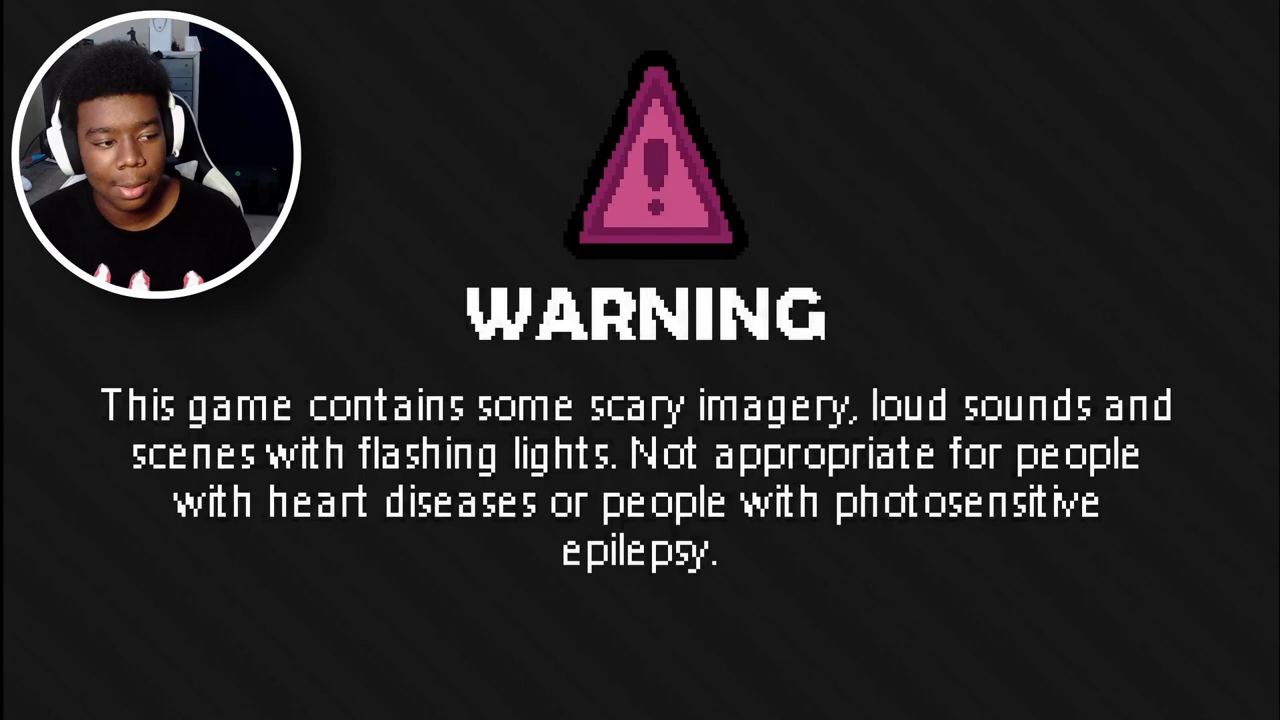 WARNING
This game contains some scary imagery, loud sounds and
scenes with flashing lights. Not appropriate for people
with heart diseases or people with photosensitive
epilepsy.